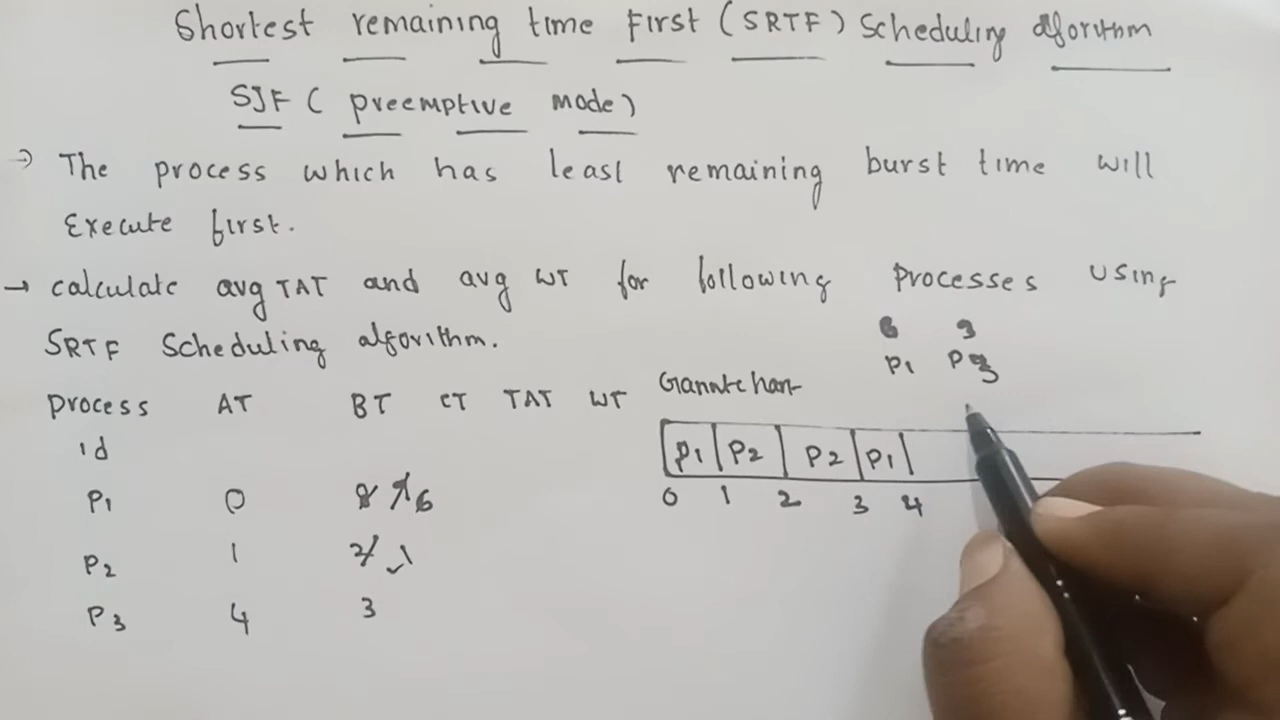 Shortest remaining time First (SRTF) Scheduling algorithm
SJF (preemptive mode)
→ The process which has least remaining burst time will
Execute first.
→ calculate avg TAT and avg WT for following processes using
SRTF Scheduling algorithm.
6 3
P1 P3
process AT BT CT TAT WT Gannt chart
id
P1 P2 P2 P1
0 1 2 3 4
P1 0 8 7 6
P2 1 2 1
P3 4 3